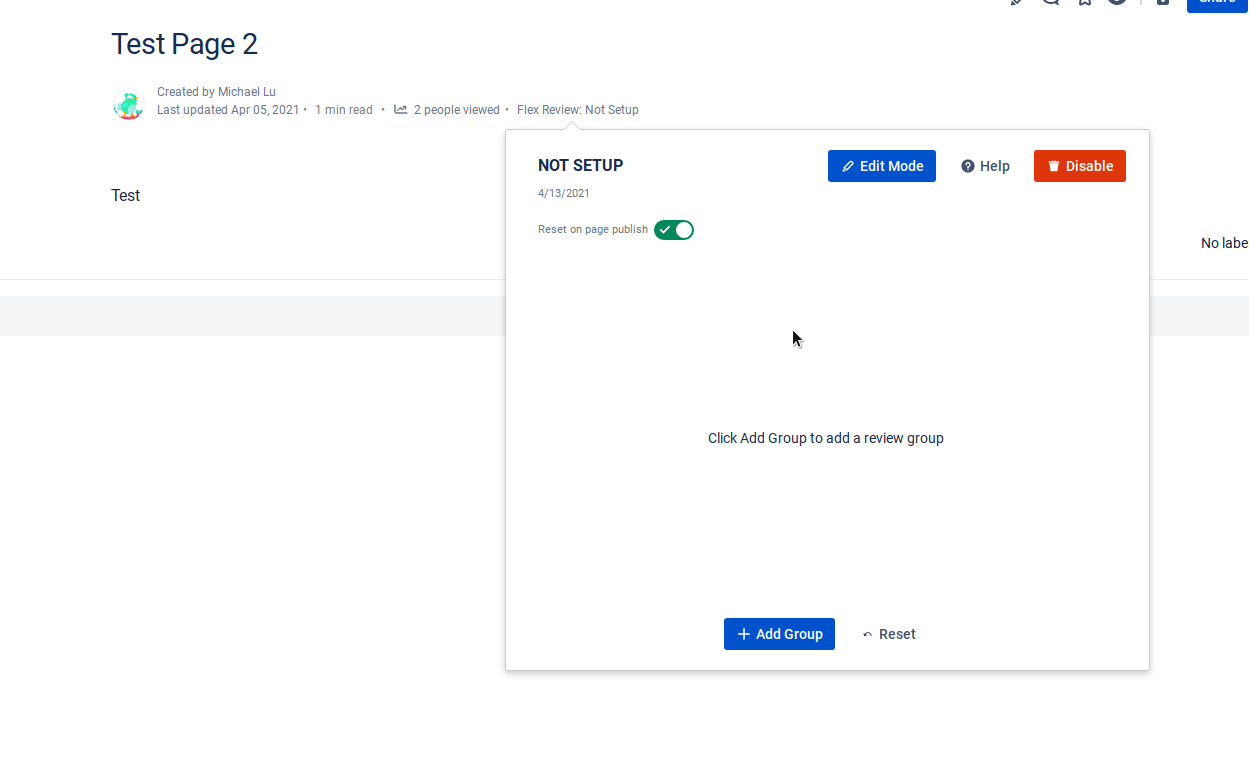 Share
Test Page 2
Created by Michael Lu
Last updated Apr 05, 2021 • 1 min read • 2 people viewed • Flex Review: Not Setup
NOT SETUP
Edit Mode
Help
Disable
4/13/2021
Reset on page publish
Test
No labe
Click Add Group to add a review group
Add Group
Reset